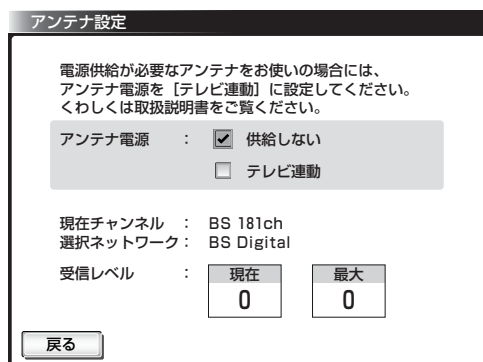 アンテナ設定
電源供給が必要なアンテナをお使いの場合には、
アンテナ電源を［テレビ連動］に設定してください。
くわしくは取扱説明書をご覧ください。
アンテナ電源 ： 供給しない
テレビ連動
現在チャンネル ： BS 181ch
選択ネットワーク： BS Digital
受信レベル ： 現在 最大
0 0
戻る